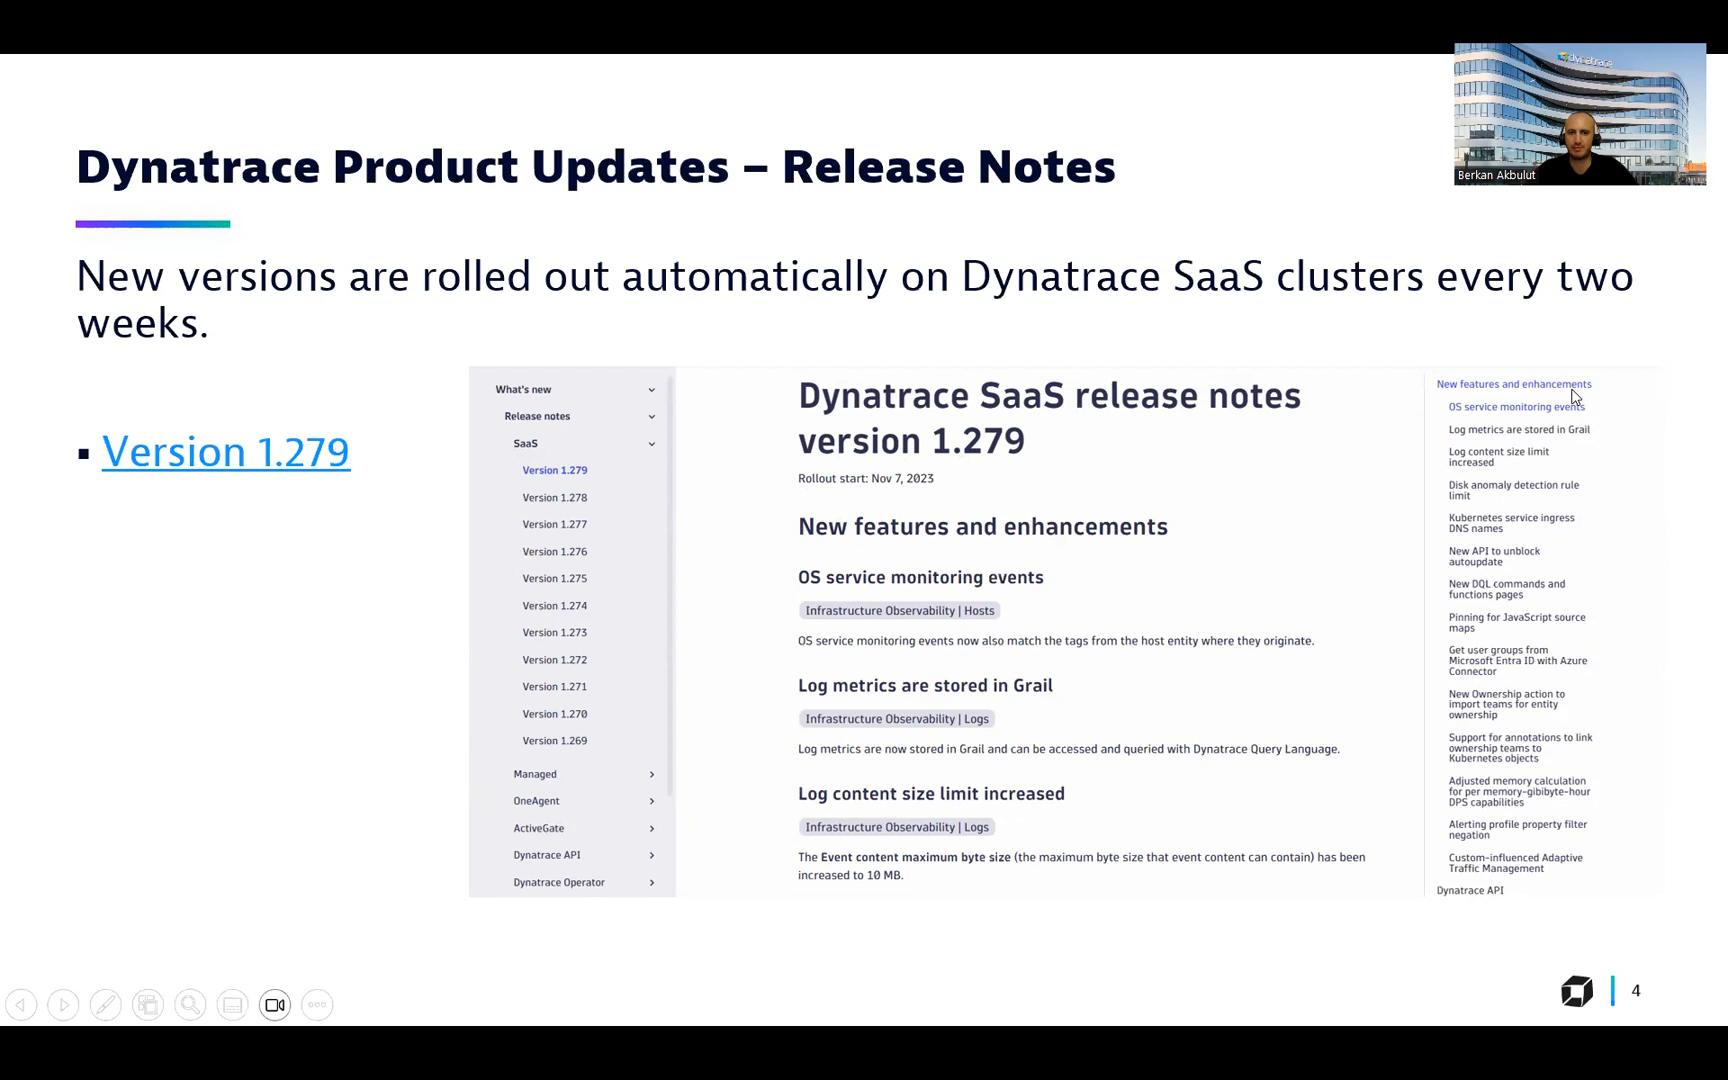 dynatrace
Berkan Akbulut
Dynatrace Product Updates – Release Notes
New versions are rolled out automatically on Dynatrace SaaS clusters every two
weeks.
▪ Version 1.279
What's new
Release notes
SaaS
Version 1.279
Version 1.278
Version 1.277
Version 1.276
Version 1.275
Version 1.274
Version 1.273
Version 1.272
Version 1.271
Version 1.270
Version 1.269
Managed
OneAgent
ActiveGate
Dynatrace API
Dynatrace Operator
Dynatrace SaaS release notes
version 1.279
Rollout start: Nov 7, 2023
New features and enhancements
OS service monitoring events
Infrastructure Observability | Hosts
OS service monitoring events now also match the tags from the host entity where they originate.
Log metrics are stored in Grail
Infrastructure Observability | Logs
Log metrics are now stored in Grail and can be accessed and queried with Dynatrace Query Language.
Log content size limit increased
Infrastructure Observability | Logs
The Event content maximum byte size (the maximum byte size that event content can contain) has been
increased to 10 MB.
New features and enhancements
OS service monitoring events
Log metrics are stored in Grail
Log content size limit
increased
Disk anomaly detection rule
limit
Kubernetes service ingress
DNS names
New API to unblock
autoupdate
New DQL commands and
functions pages
Pinning for JavaScript source
maps
Get user groups from
Microsoft Entra ID with Azure
Connector
New Ownership action to
import teams for entity
ownership
Support for annotations to link
ownership teams to
Kubernetes objects
Adjusted memory calculation
for per memory-gibibyte-hour
DPS capabilities
Alerting profile property filter
negation
Custom-influenced Adaptive
Traffic Management
Dynatrace API
4